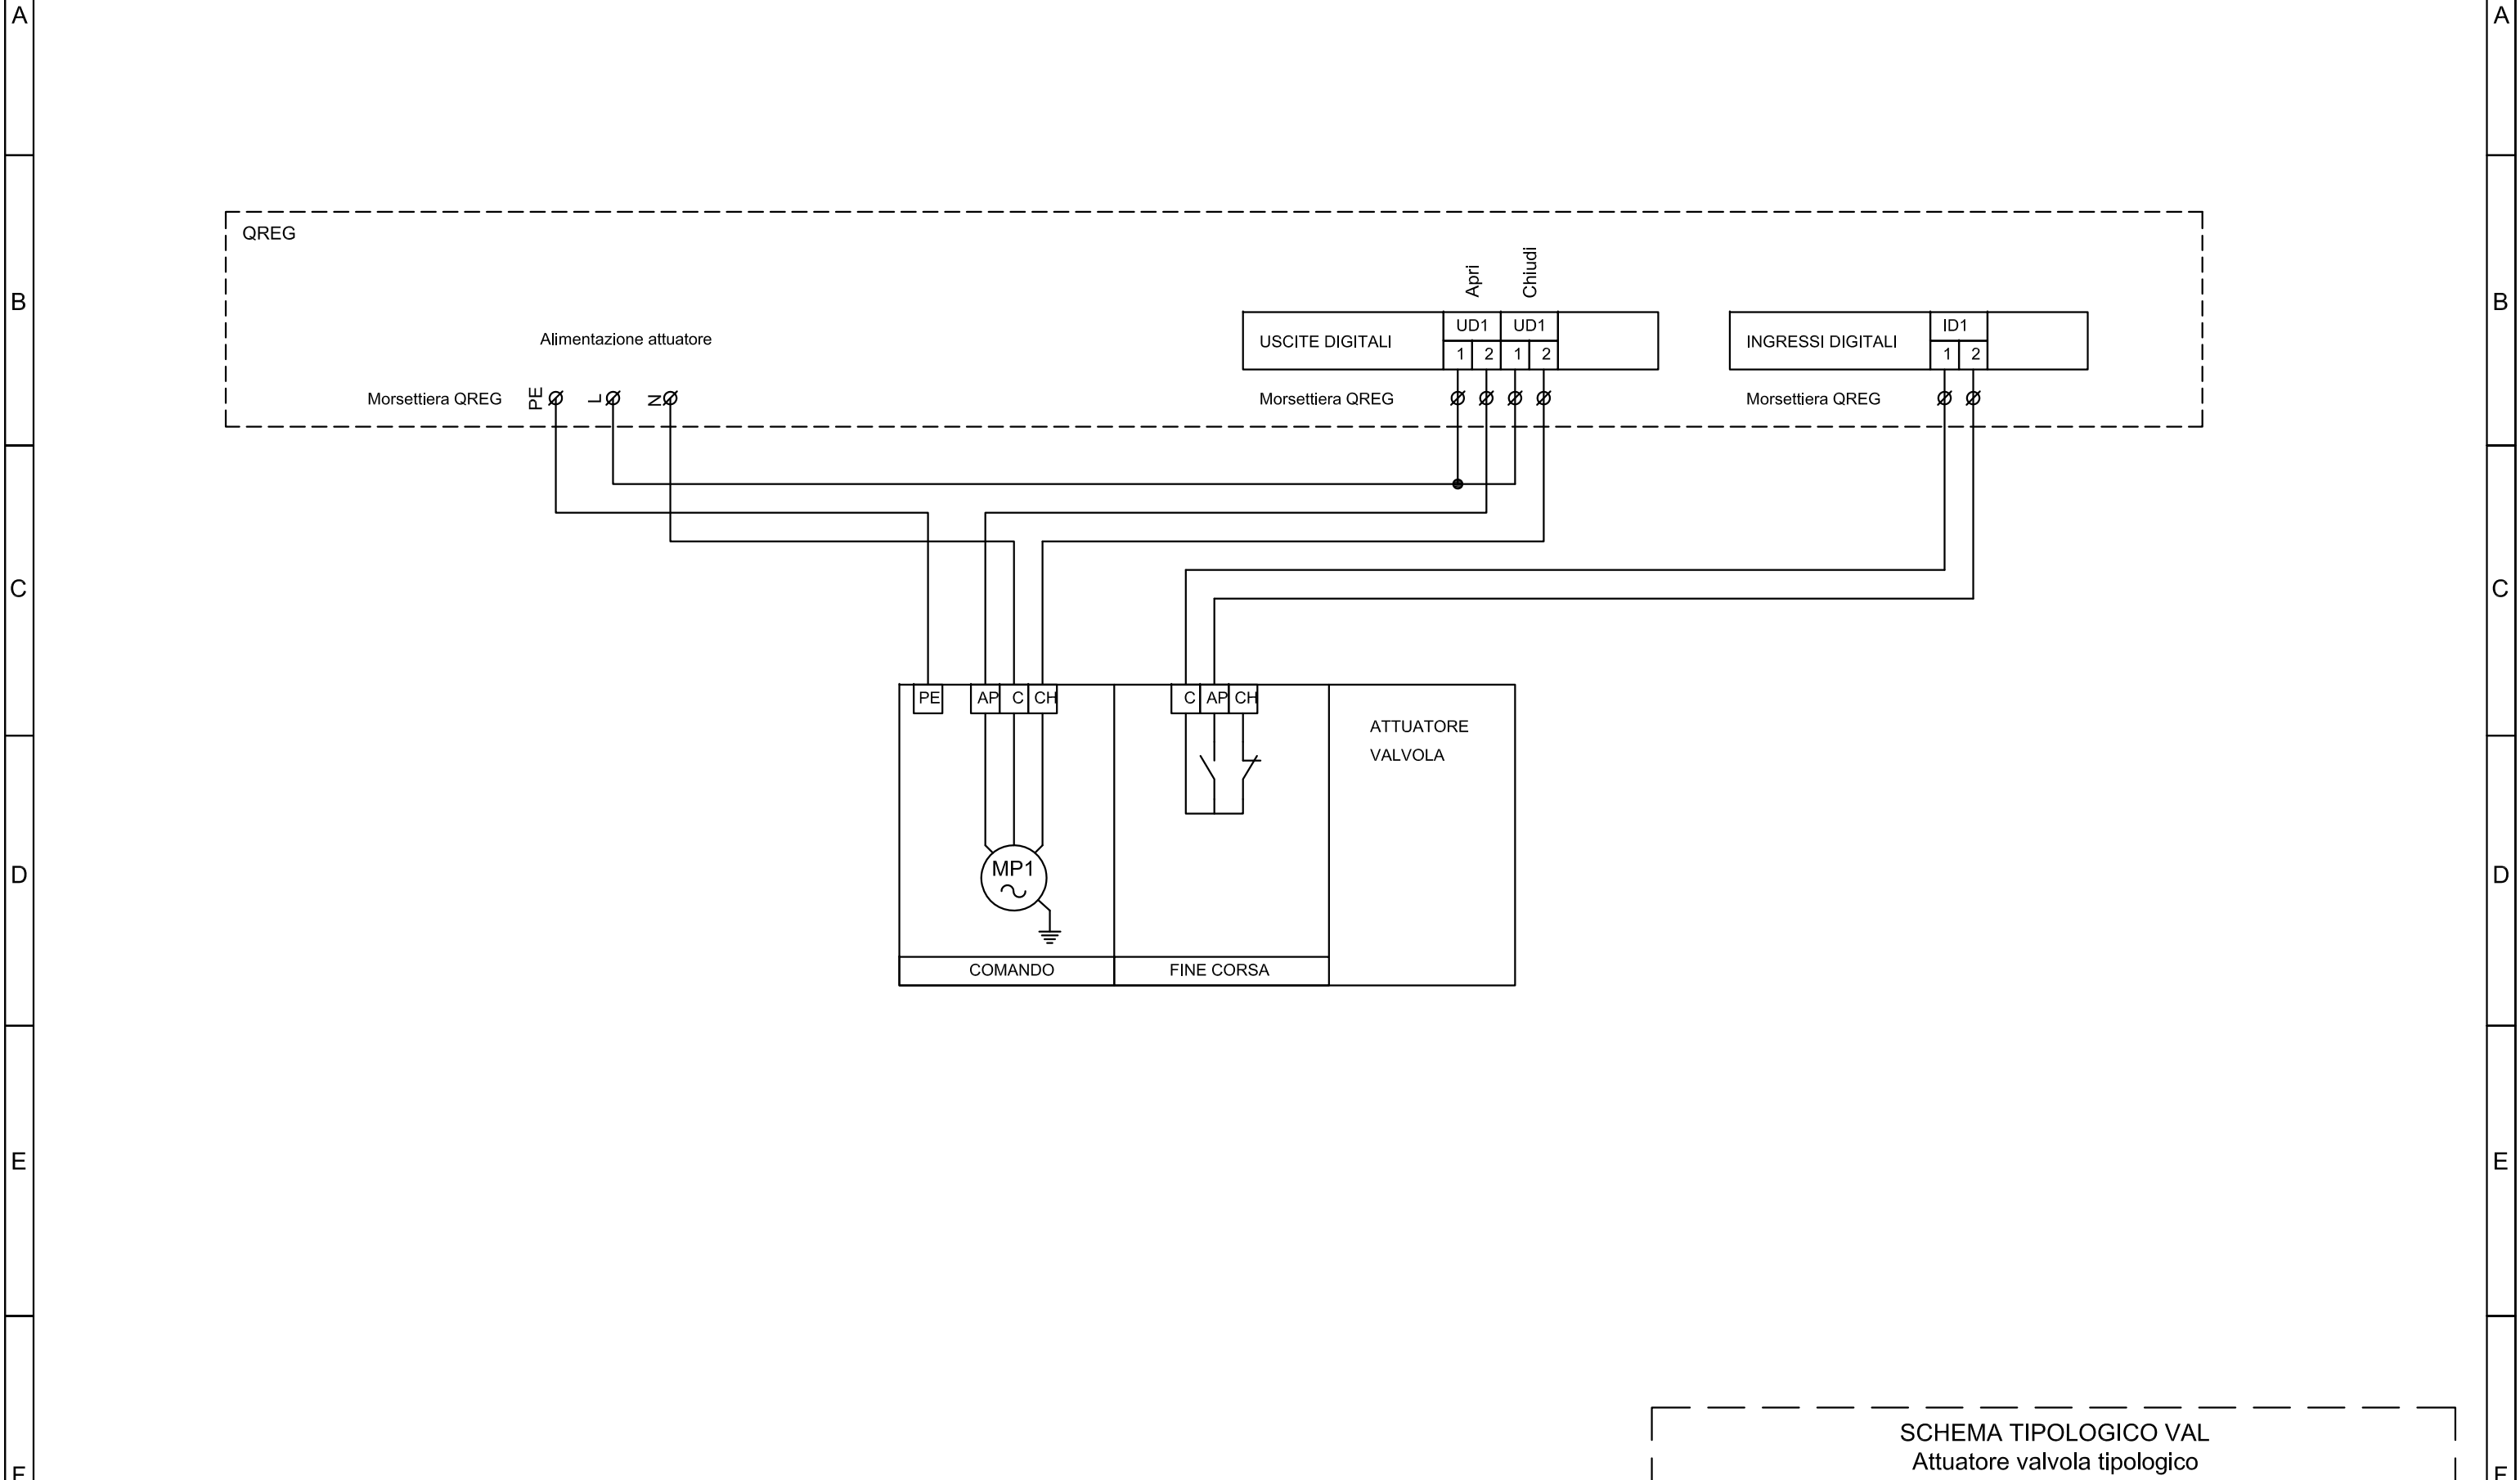 A
A
QREG
Apri
Chiudi
B
B
Alimentazione attuatore
USCITE DIGITALI
UD1
UD1
1
2
1
2
INGRESSI DIGITALI
ID1
1
2
Morsettiera QREG
PE
L
N
Morsettiera QREG
Morsettiera QREG
C
C
PE
AP
C
CH
C
AP
CH
ATTUATORE
VALVOLA
MP1
D
D
COMANDO
FINE CORSA
E
E
SCHEMA TIPOLOGICO VAL
Attuatore valvola tipologico